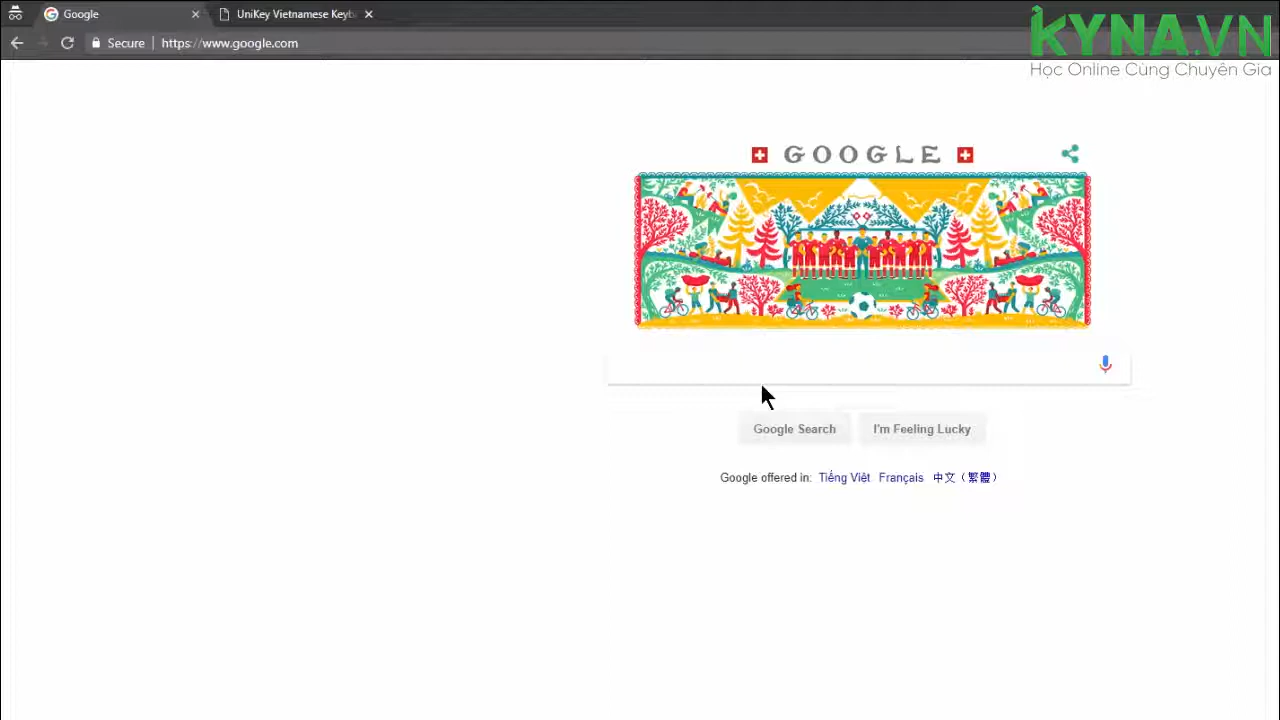 Google
UniKey Vietnamese Keyb
Secure
https://www.google.com
KYNA.VN
Học Online Cùng Chuyên Gia
GOOGLE
Google Search
I'm Feeling Lucky
Google offered in: Tiếng Việt Français 中文（繁體）